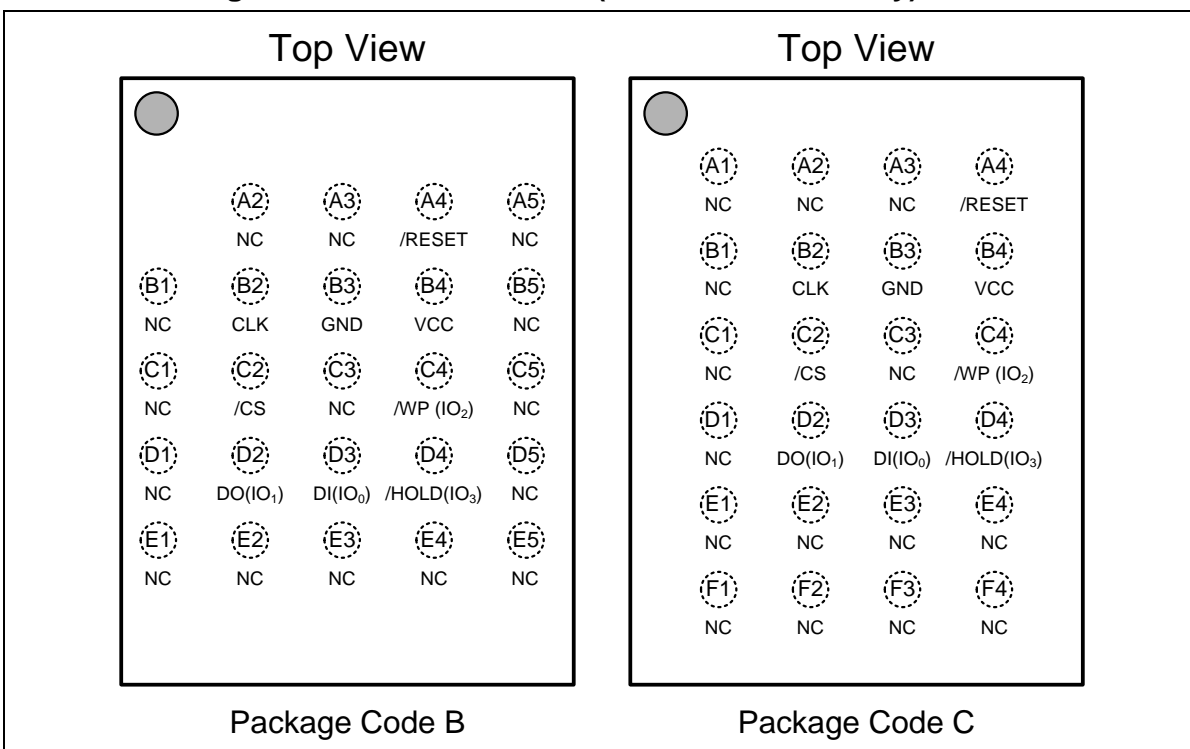 Top View
A2 A3 A4 A5
NC NC /RESET NC
B1 B2 B3 B4 B5
NC CLK GND VCC NC
C1 C2 C3 C4 C5
NC /CS NC /WP (IO₂) NC
D1 D2 D3 D4 D5
NC DO(IO₁) DI(IO₀) /HOLD(IO₃) NC
E1 E2 E3 E4 E5
NC NC NC NC NC
Package Code B
Top View
A1 A2 A3 A4
NC NC NC /RESET
B1 B2 B3 B4
NC CLK GND VCC
C1 C2 C3 C4
NC /CS NC /WP (IO₂)
D1 D2 D3 D4
NC DO(IO₁) DI(IO₀) /HOLD(IO₃)
E1 E2 E3 E4
NC NC NC NC
F1 F2 F3 F4
NC NC NC NC
Package Code C